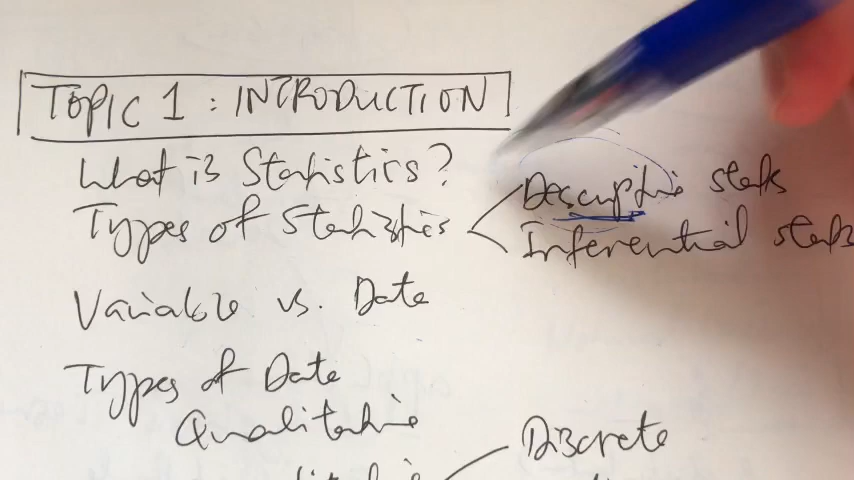 TOPIC 1 : INTRODUCTION
What is Statistics?
Types of Statistics
Descriptive stats
Inferential stats
Variable vs. Data
Types of Data
Qualitative
Discrete